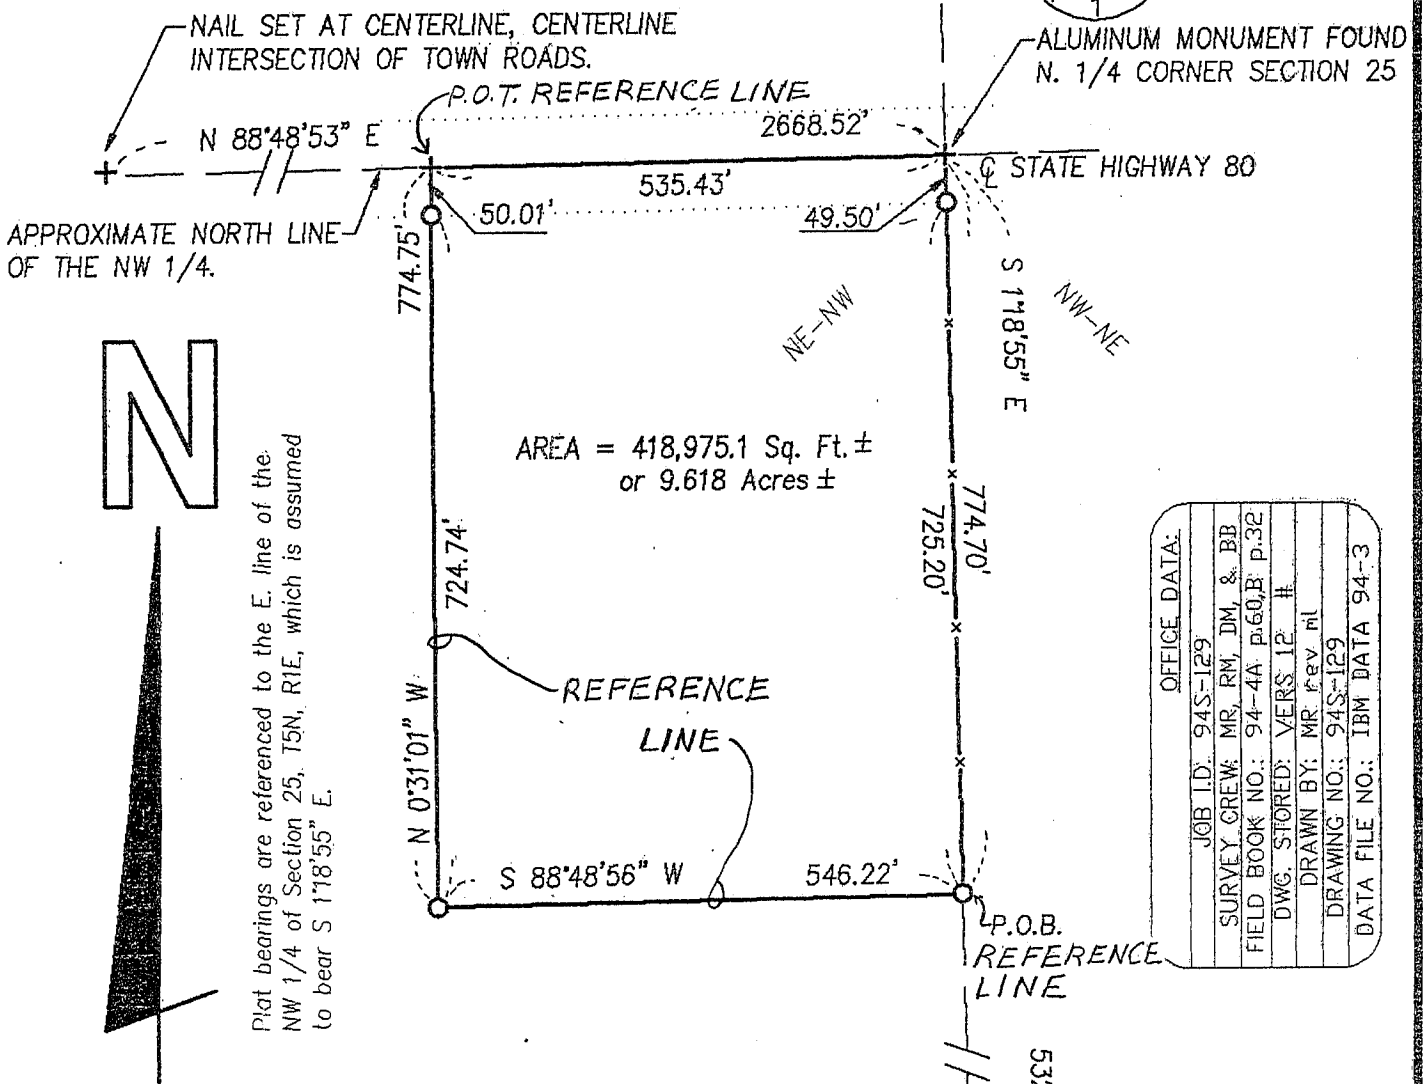 1
NAIL SET AT CENTERLINE, CENTERLINE
INTERSECTION OF TOWN ROADS.
ALUMINUM MONUMENT FOUND
N. 1/4 CORNER SECTION 25
P.O.T. REFERENCE LINE
N 88°48'53" E
2668.52'
℄ STATE HIGHWAY 80
535.43'
50.01'
49.50'
APPROXIMATE NORTH LINE
OF THE NW 1/4.
774.75'
S 1°18'55" E
NE-NW
NW-NE
N
AREA = 418,975.1 Sq. Ft.±
or 9.618 Acres ±
724.74'
774.70'
725.20'
Plat bearings are referenced to the E. line of the
NW 1/4 of Section 25, T5N, R1E, which is assumed
to bear S 1°18'55" E.
REFERENCE
LINE
N 0°31'01" W
S 88°48'56" W
546.22'
P.O.B.
REFERENCE
LINE
OFFICE DATA:
JOB I.D. 94S-129
SURVEY CREW: MR, RM, DM, & BB
FIELD BOOK NO.: 94-4A p.60,B p.32
DWG. STORED: VERS 12 #
DRAWN BY: MR rev ml
DRAWING NO.: 94S-129
DATA FILE NO.: IBM DATA 94-3